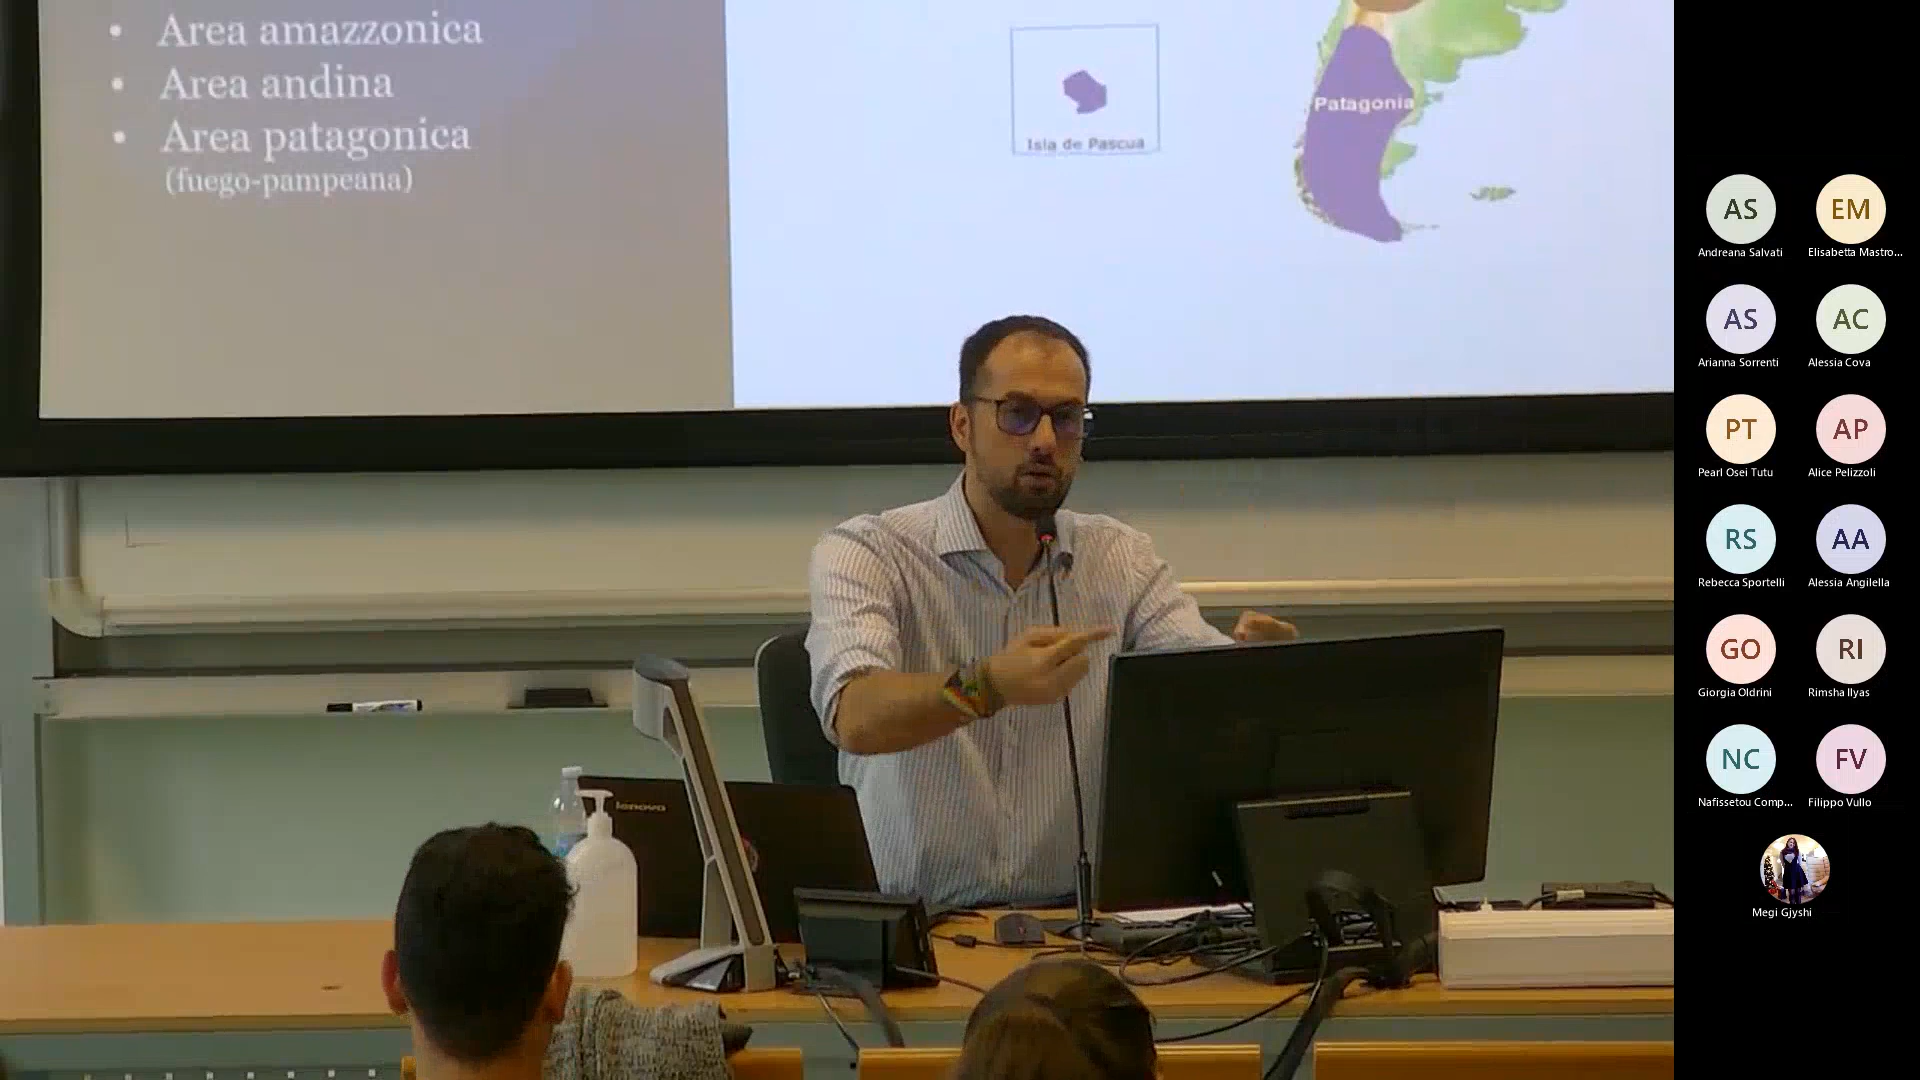 Area amazzonica
Area andina
Area patagonica
(fuego-pampeana)
Isla de Pascua
Patagonia
lenovo
AS
Andreana Salvati
EM
Elisabetta Mastro...
AS
Arianna Sorrenti
AC
Alessia Cova
PT
Pearl Osei Tutu
AP
Alice Pelizzoli
RS
Rebecca Sportelli
AA
Alessia Angilella
GO
Giorgia Oldrini
RI
Rimsha Ilyas
NC
Nafissetou Comp...
FV
Filippo Vullo
Megi Gjyshi